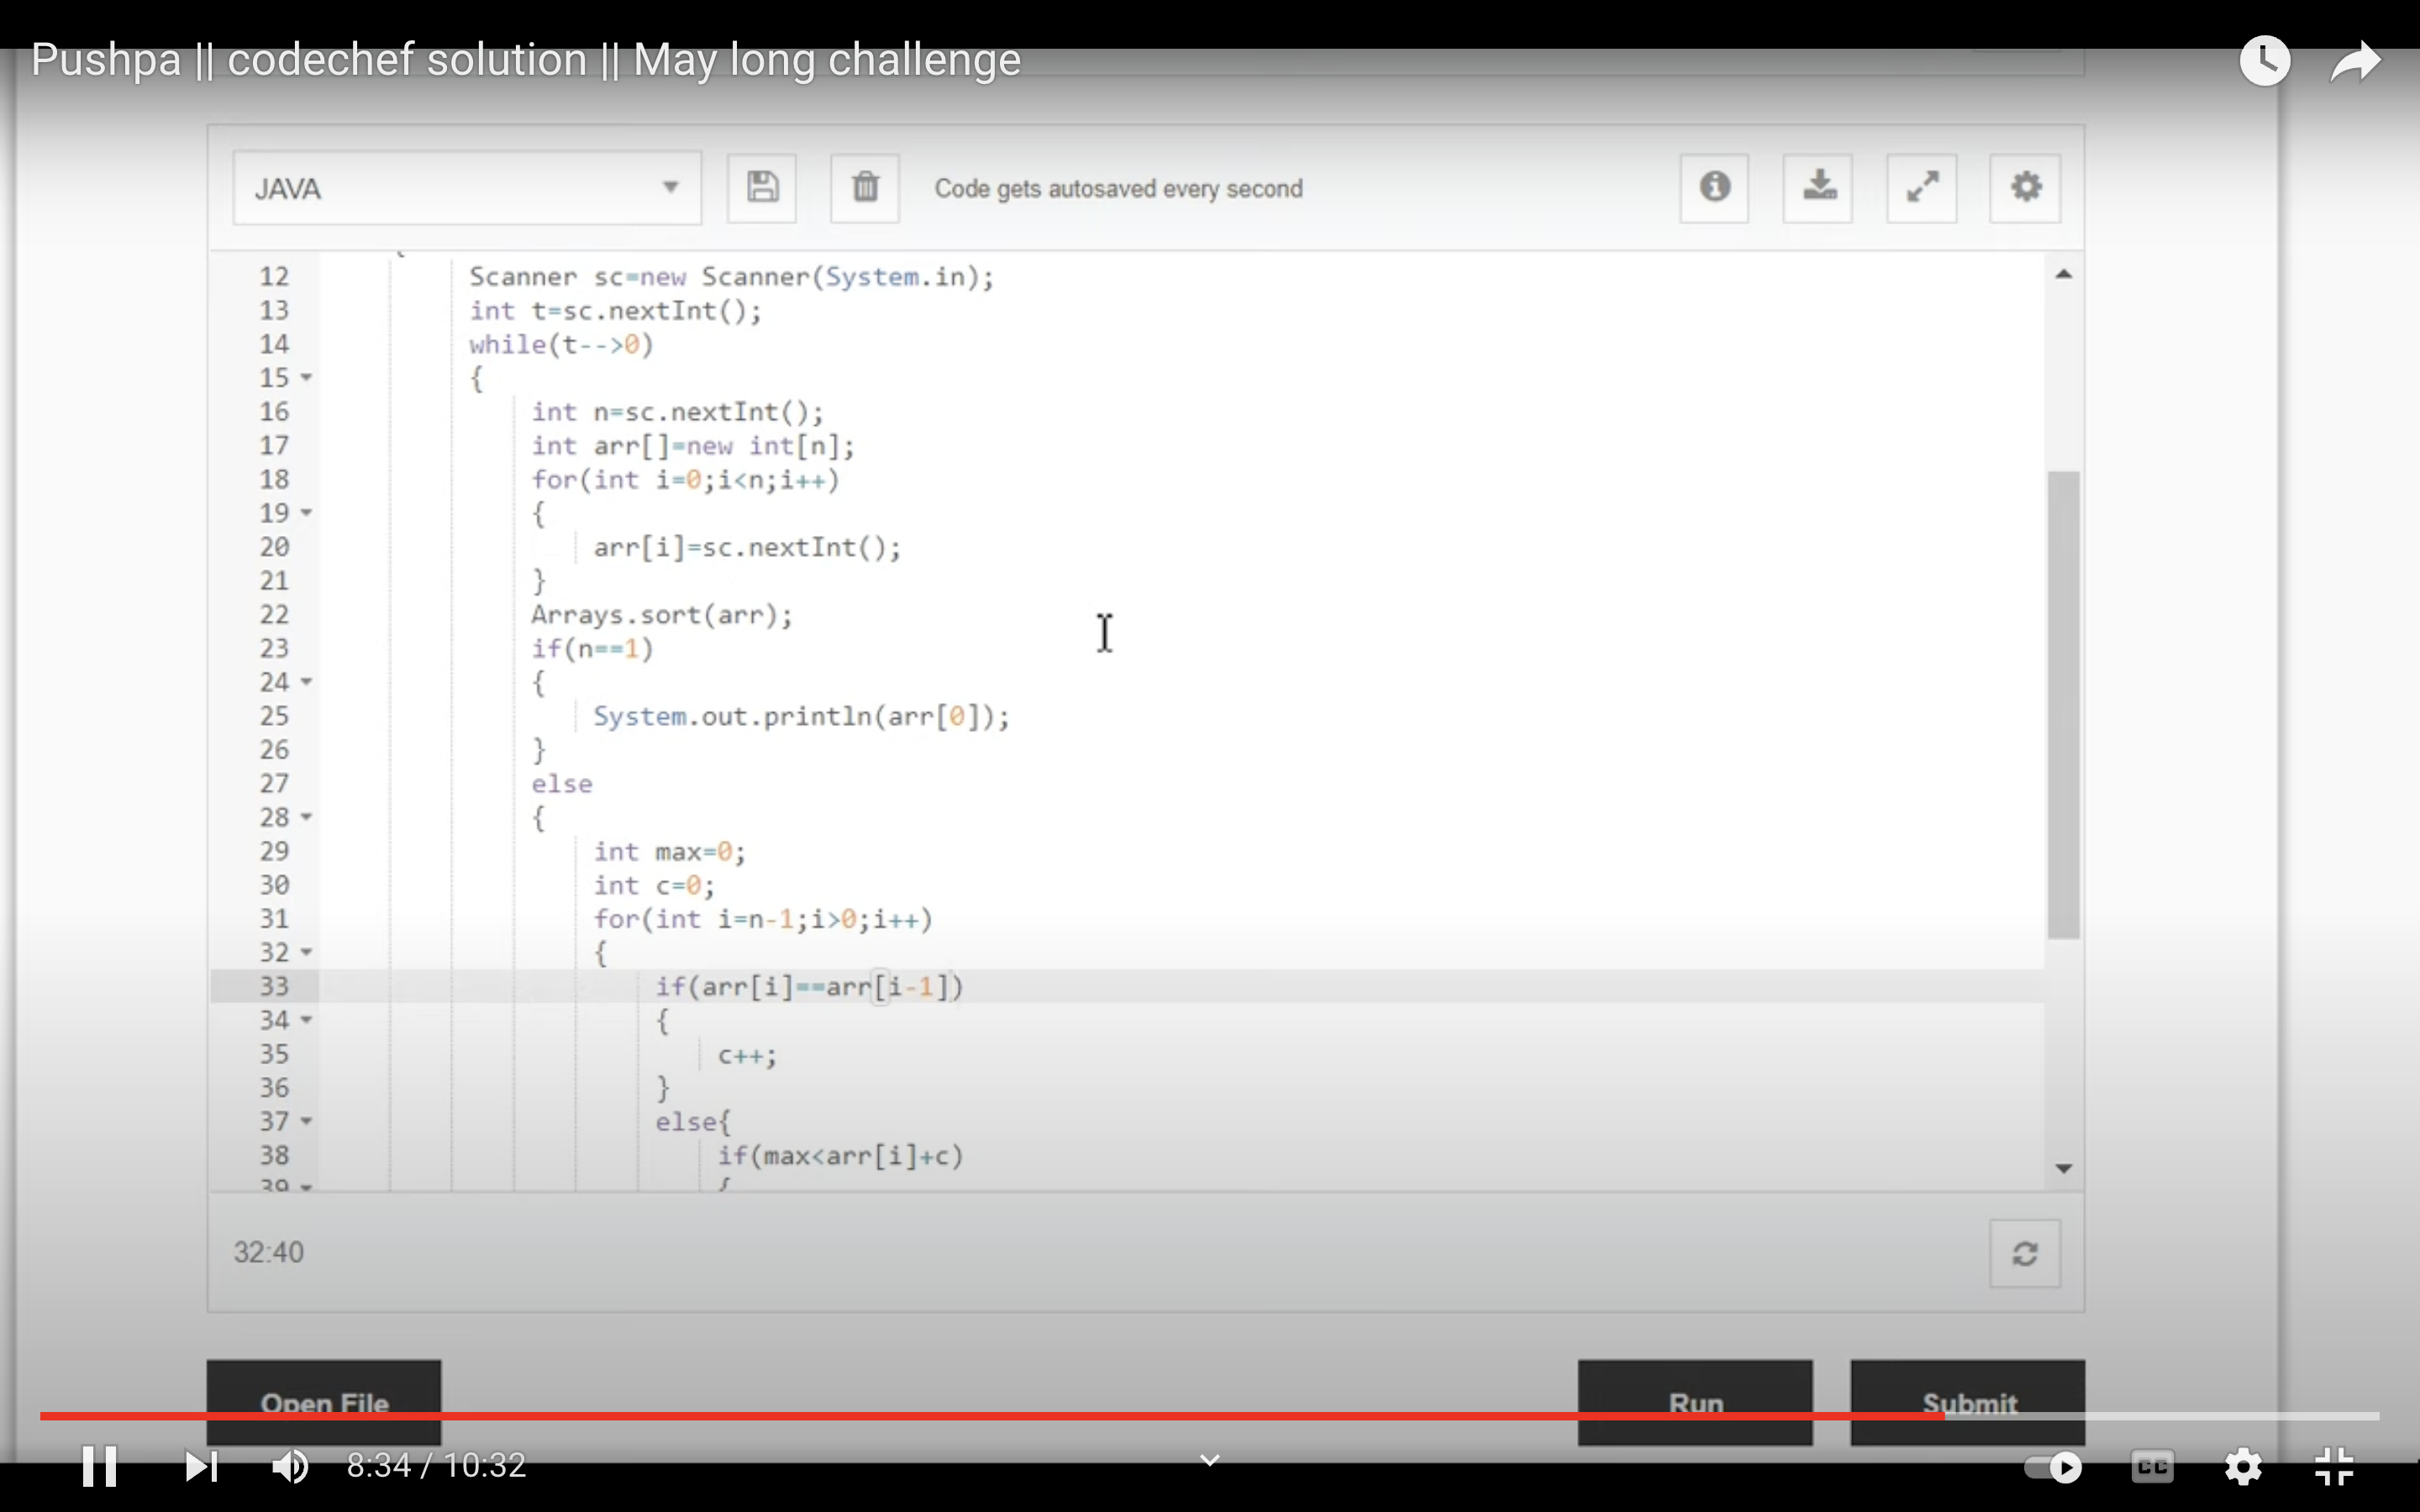 Pushpa || codechef solution || May long challenge
JAVA
Code gets autosaved every second
12 Scanner sc=new Scanner(System.in);
13 int t=sc.nextInt();
14 while(t-->0)
15 {
16 int n=sc.nextInt();
17 int arr[]=new int[n];
18 for(int i=0;i<n;i++)
19 {
20 arr[i]=sc.nextInt();
21 }
22 Arrays.sort(arr);
23 if(n==1)
24 {
25 System.out.println(arr[0]);
26 }
27 else
28 {
29 int max=0;
30 int c=0;
31 for(int i=n-1;i>0;i++)
32 {
33 if(arr[i]==arr[i-1])
34 {
35 c++;
36 }
37 else{
38 if(max<arr[i]+c)
39 {
32:40
Open File
Run
Submit
8:34 / 10:32
CC